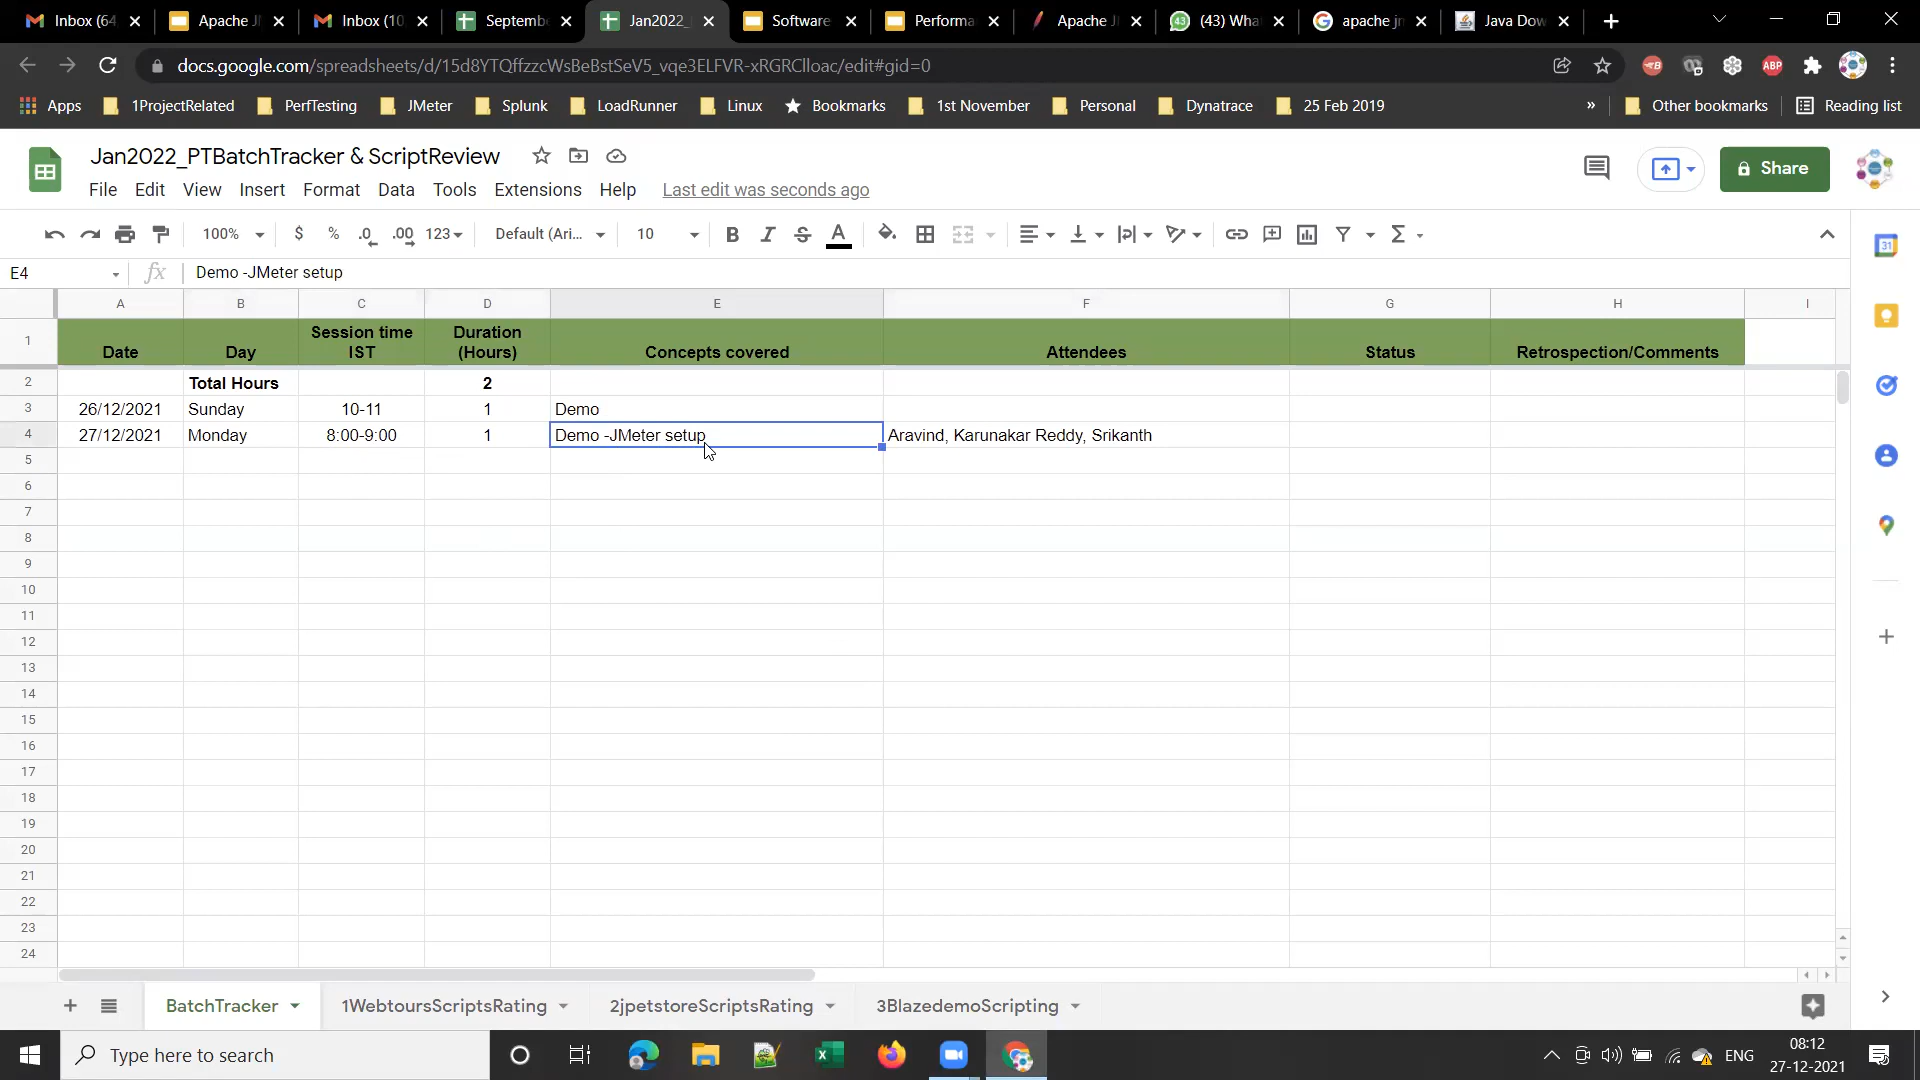 Inbox (64 Apache J Inbox (10 Septemb Jan2022_ Software Performa Apache J (43) Wha apache jr Java Dow
docs.google.com/spreadsheets/d/15d8YTQffzzcWsBeBstSeV5_vqe3ELFVR-xRGRClloac/edit#gid=0
Apps 1ProjectRelated PerfTesting JMeter Splunk LoadRunner Linux Bookmarks 1st November Personal Dynatrace 25 Feb 2019 » Other bookmarks Reading list
Jan2022_PTBatchTracker & ScriptReview
File Edit View Insert Format Data Tools Extensions Help Last edit was seconds ago
Share
100% $ % .0 .00 123 Default (Ari... 10 B I S A Σ
E4 fx Demo -JMeter setup
A B C D E F G H I
1 Date Day Session time IST Duration (Hours) Concepts covered Attendees Status Retrospection/Comments
2 Total Hours 2
3 26/12/2021 Sunday 10-11 1 Demo
4 27/12/2021 Monday 8:00-9:00 1 Demo -JMeter setup Aravind, Karunakar Reddy, Srikanth
5
6
7
8
9
10
11
12
13
14
15
16
17
18
19
20
21
22
23
24
BatchTracker 1WebtoursScriptsRating 2jpetstoreScriptsRating 3BlazedemoScripting
Type here to search
ENG
08:12
27-12-2021